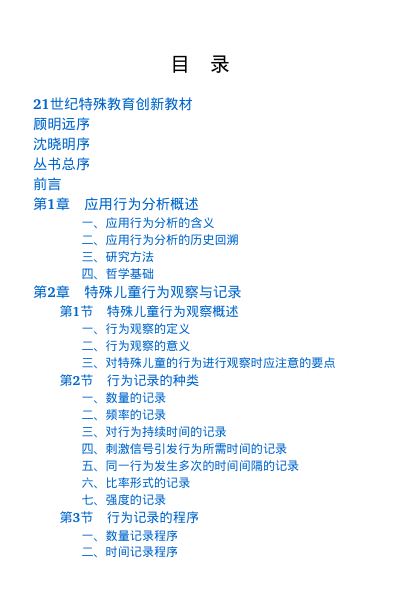 目 录
21世纪特殊教育创新教材
顾明远序
沈晓明序
丛书总序
前言
第1章 应用行为分析概述
一、应用行为分析的含义
二、应用行为分析的历史回溯
三、研究方法
四、哲学基础
第2章 特殊儿童行为观察与记录
第1节 特殊儿童行为观察概述
一、行为观察的定义
二、行为观察的意义
三、对特殊儿童的行为进行观察时应注意的要点
第2节 行为记录的种类
一、数量的记录
二、频率的记录
三、对行为持续时间的记录
四、刺激信号引发行为所需时间的记录
五、同一行为发生多次的时间间隔的记录
六、比率形式的记录
七、强度的记录
第3节 行为记录的程序
一、数量记录程序
二、时间记录程序